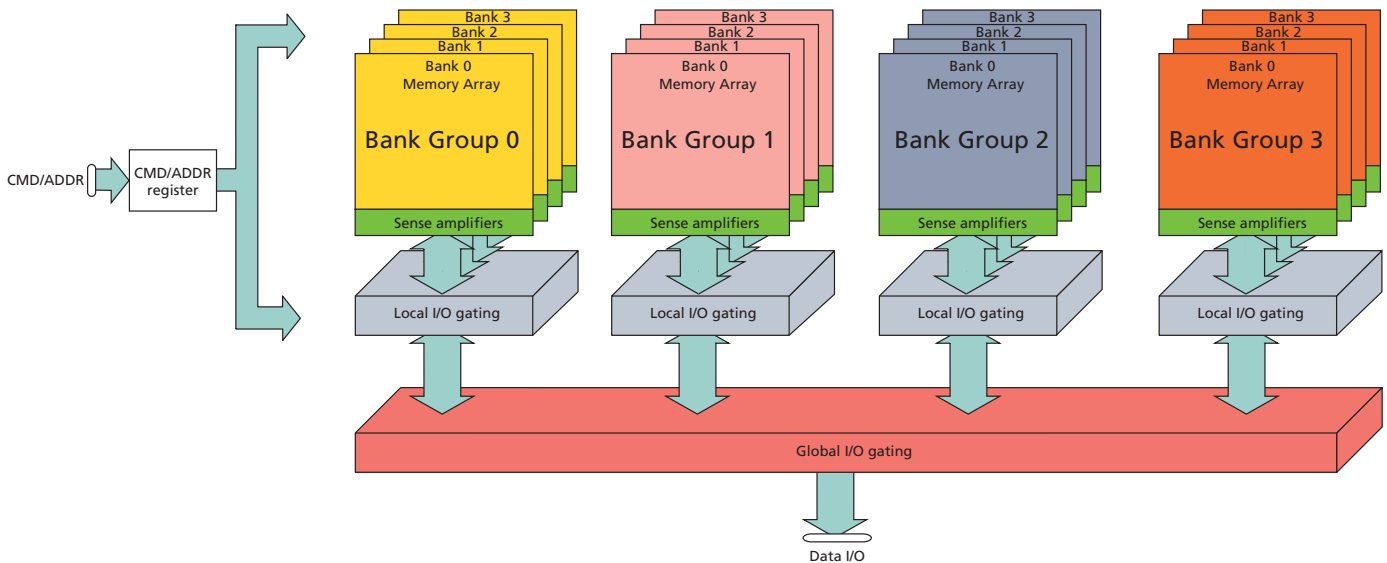 Bank 3
Bank 2
Bank 1
Bank 0
Memory Array
Bank Group 0
Sense amplifiers
Local I/O gating
Bank 3
Bank 2
Bank 1
Bank 0
Memory Array
Bank Group 1
Sense amplifiers
Local I/O gating
Bank 3
Bank 2
Bank 1
Bank 0
Memory Array
Bank Group 2
Sense amplifiers
Local I/O gating
Bank 3
Bank 2
Bank 1
Bank 0
Memory Array
Bank Group 3
Sense amplifiers
Local I/O gating
CMD/ADDR
CMD/ADDR
register
Global I/O gating
Data I/O